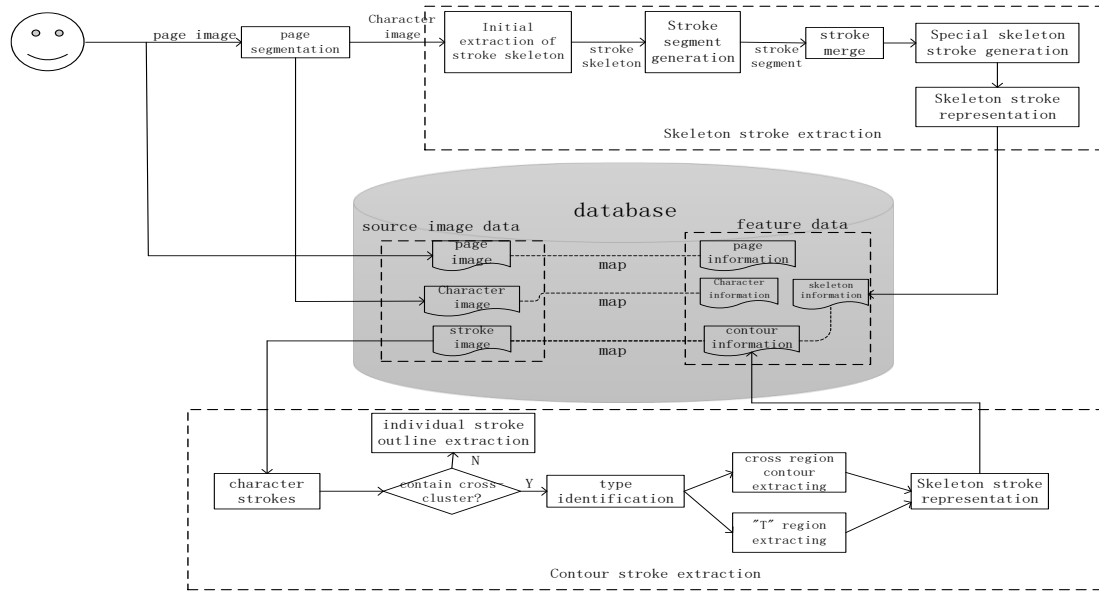 page image
page
segmentation
Character
image
Initial
extraction of
stroke skeleton
stroke
skeleton
Stroke
segment
generation
stroke
segment
stroke
merge
Special skeleton
stroke generation
Skeleton stroke
representation
Skeleton stroke extraction
database
source image data
feature data
page
image
map
page
information
Character
image
map
Character
information
skeleton
information
stroke
image
map
contour
information
individual stroke
outline extraction
N
character
strokes
contain cross-
cluster?
Y
type
identification
cross region
contour
extracting
"T" region
extracting
Skeleton stroke
representation
Contour stroke extraction